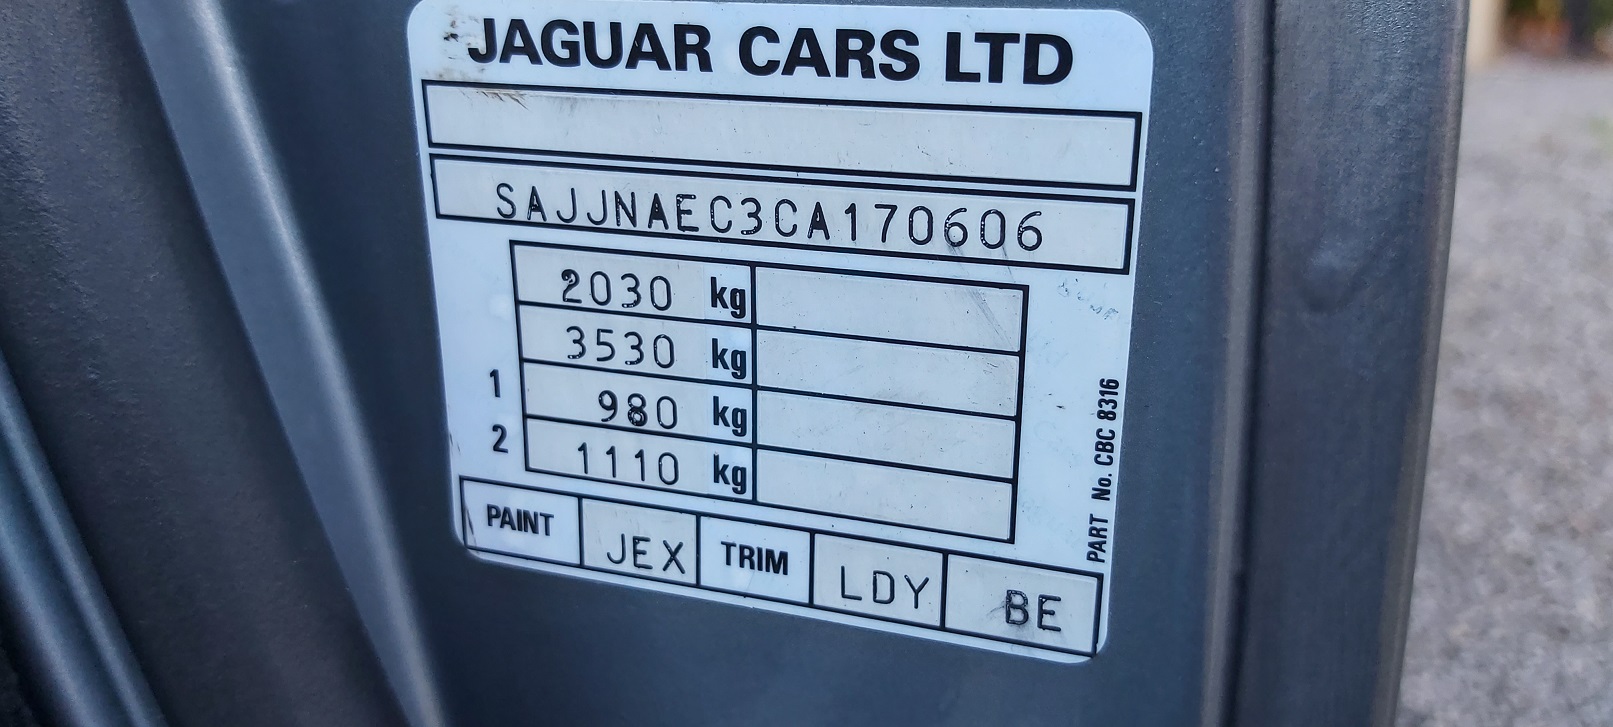 JAGUAR CARS LTD
SAJJNAEC3CA170606
2030 kg
3530 kg
1 980 kg
2 1110 kg
PART No. CBC 8316
PAINT JEX TRIM LDY BE